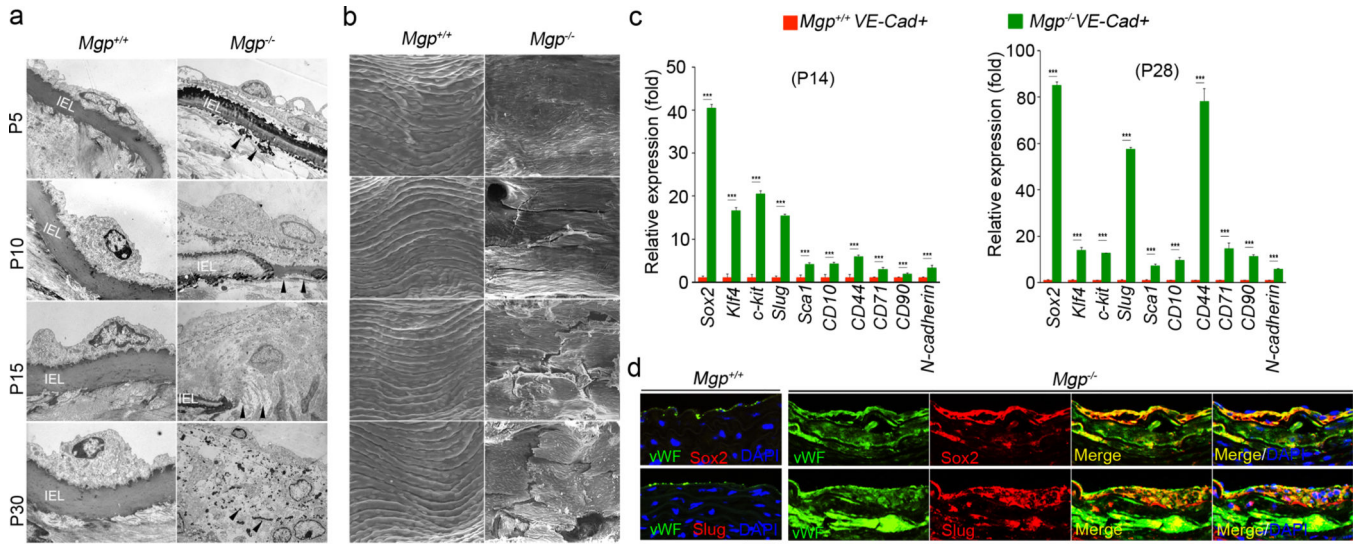 a
Mgp+/+
Mgp-/-
P5
IEL
IEL
P10
IEL
IEL
P15
IEL
IEL
P30
IEL
b
Mgp+/+
Mgp-/-
c
Mgp+/+ VE-Cad+
Mgp-/-VE-Cad+
(P14)
Relative expression (fold)
50
40
30
20
10
0
***
***
***
***
***
***
***
***
***
***
Sox2
Klf4
c-kit
Slug
Sca1
CD10
CD44
CD71
CD90
N-cadherin
(P28)
Relative expression (fold)
100
80
60
40
20
0
***
***
***
***
***
***
***
***
***
***
Sox2
Klf4
c-kit
Slug
Sca1
CD10
CD44
CD71
CD90
N-cadherin
d
Mgp+/+
Mgp-/-
vWF Sox2 DAPI
vWF
Sox2
Merge
Merge/DAPI
vWF Slug DAPI
vWF
Slug
Merge
Merge/DAPI